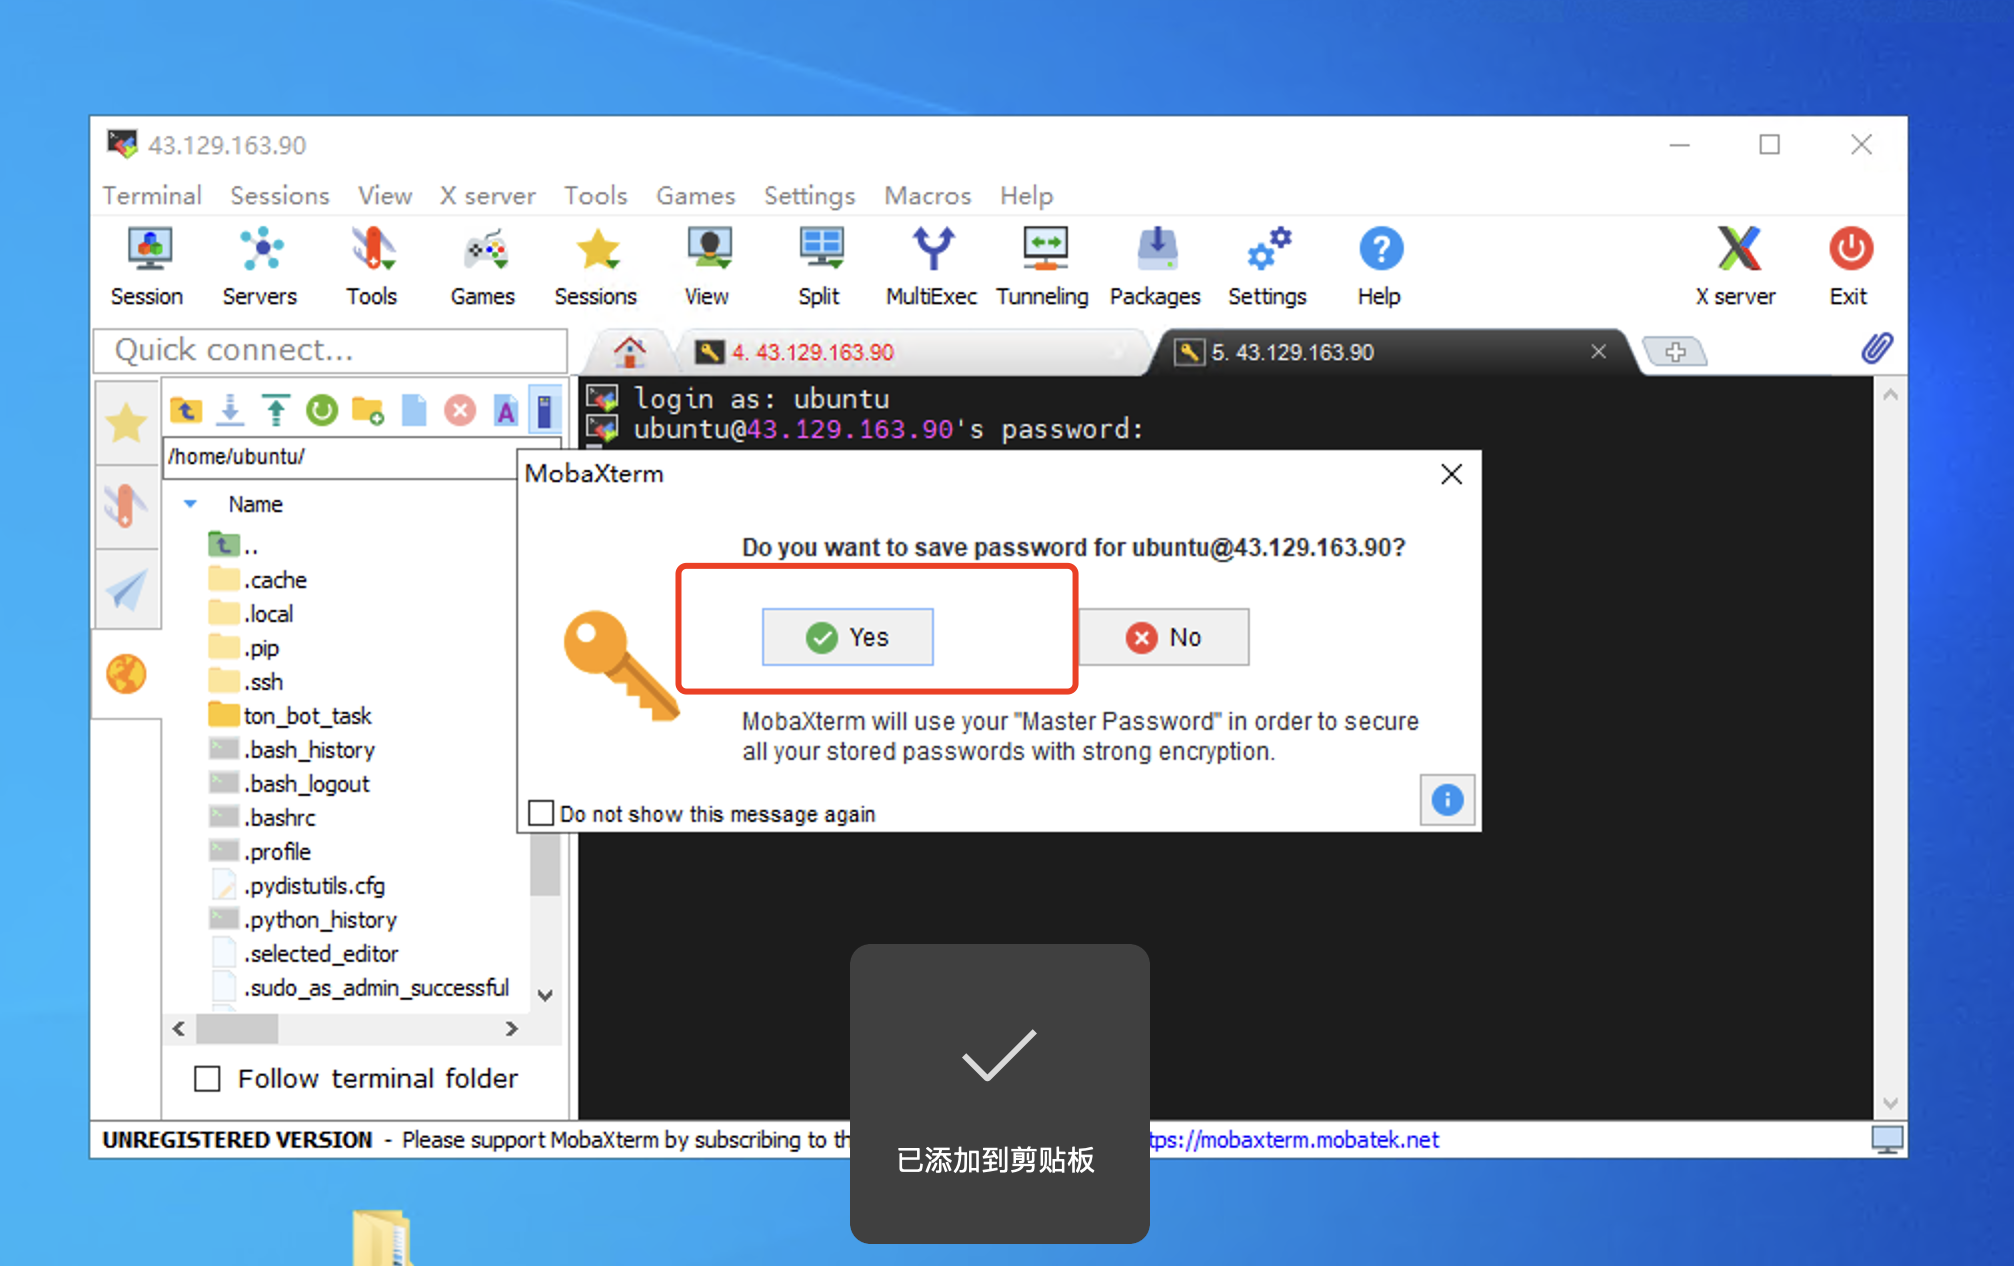 43.129.163.90
Terminal Sessions View X server Tools Games Settings Macros Help
Session Servers Tools Games Sessions View Split MultiExec Tunneling Packages Settings Help X server Exit
Quick connect...
4. 43.129.163.90
5. 43.129.163.90
/home/ubuntu/
Name
..
.cache
.local
.pip
.ssh
ton_bot_task
.bash_history
.bash_logout
.bashrc
.profile
.pydistutils.cfg
.python_history
.selected_editor
.sudo_as_admin_successful
Follow terminal folder
login as: ubuntu
ubuntu@43.129.163.90's password:
MobaXterm
Do you want to save password for ubuntu@43.129.163.90?
Yes
No
MobaXterm will use your "Master Password" in order to secure
all your stored passwords with strong encryption.
Do not show this message again
已添加到剪贴板
UNREGISTERED VERSION - Please support MobaXterm by subscribing to tps://mobaxterm.mobatek.net